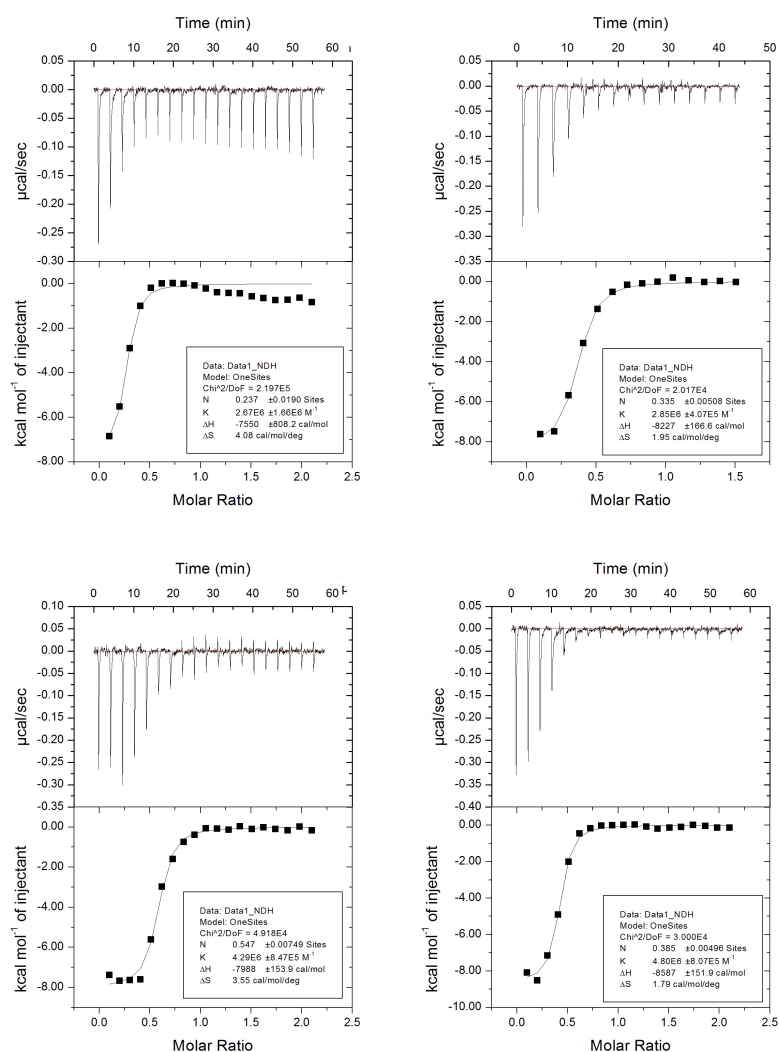 Time (min)
0 10 20 30 40 50 60
0.05
0.00
-0.05
-0.10
-0.15
-0.20
-0.25
-0.30
µcal/sec
0.00
-2.00
-4.00
-6.00
-8.00
kcal mol-1 of injectant
Data: Data1_NDH
Model: OneSites
Chi^2/DoF = 2.197E5
N 0.237 ±0.0190 Sites
K 2.67E6 ±1.66E6 M-1
ΔH -7550 ±808.2 cal/mol
ΔS 4.08 cal/mol/deg
0.0 0.5 1.0 1.5 2.0 2.5
Molar Ratio
Time (min)
0 10 20 30 40 50
0.05
0.00
-0.05
-0.10
-0.15
-0.20
-0.25
-0.30
-0.35
µcal/sec
0.00
-2.00
-4.00
-6.00
-8.00
kcal mol-1 of injectant
Data: Data1_NDH
Model: OneSites
Chi^2/DoF = 2.017E4
N 0.335 ±0.00508 Sites
K 2.85E6 ±4.07E5 M-1
ΔH -8227 ±166.6 cal/mol
ΔS 1.95 cal/mol/deg
0.0 0.5 1.0 1.5
Molar Ratio
Time (min)
0 10 20 30 40 50 60
0.10
0.05
0.00
-0.05
-0.10
-0.15
-0.20
-0.25
-0.30
-0.35
µcal/sec
0.00
-2.00
-4.00
-6.00
-8.00
kcal mol-1 of injectant
Data: Data1_NDH
Model: OneSites
Chi^2/DoF = 4.918E4
N 0.547 ±0.00749 Sites
K 4.29E6 ±8.47E5 M-1
ΔH -7988 ±153.9 cal/mol
ΔS 3.55 cal/mol/deg
0.0 0.5 1.0 1.5 2.0 2.5
Molar Ratio
Time (min)
0 10 20 30 40 50 60
0.05
0.00
-0.05
-0.10
-0.15
-0.20
-0.25
-0.30
-0.35
-0.40
µcal/sec
0.00
-2.00
-4.00
-6.00
-8.00
-10.00
kcal mol-1 of injectant
Data: Data1_NDH
Model: OneSites
Chi^2/DoF = 3.000E4
N 0.385 ±0.00496 Sites
K 4.80E6 ±8.07E5 M-1
ΔH -8587 ±151.9 cal/mol
ΔS 1.79 cal/mol/deg
0.0 0.5 1.0 1.5 2.0 2.5
Molar Ratio